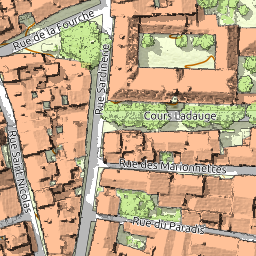 Rue de la Fourche
Rue Sardinerie
Cours Ladauge
Rue Saint Nicolas
Rue des Marionnettes
Rue du Paradis